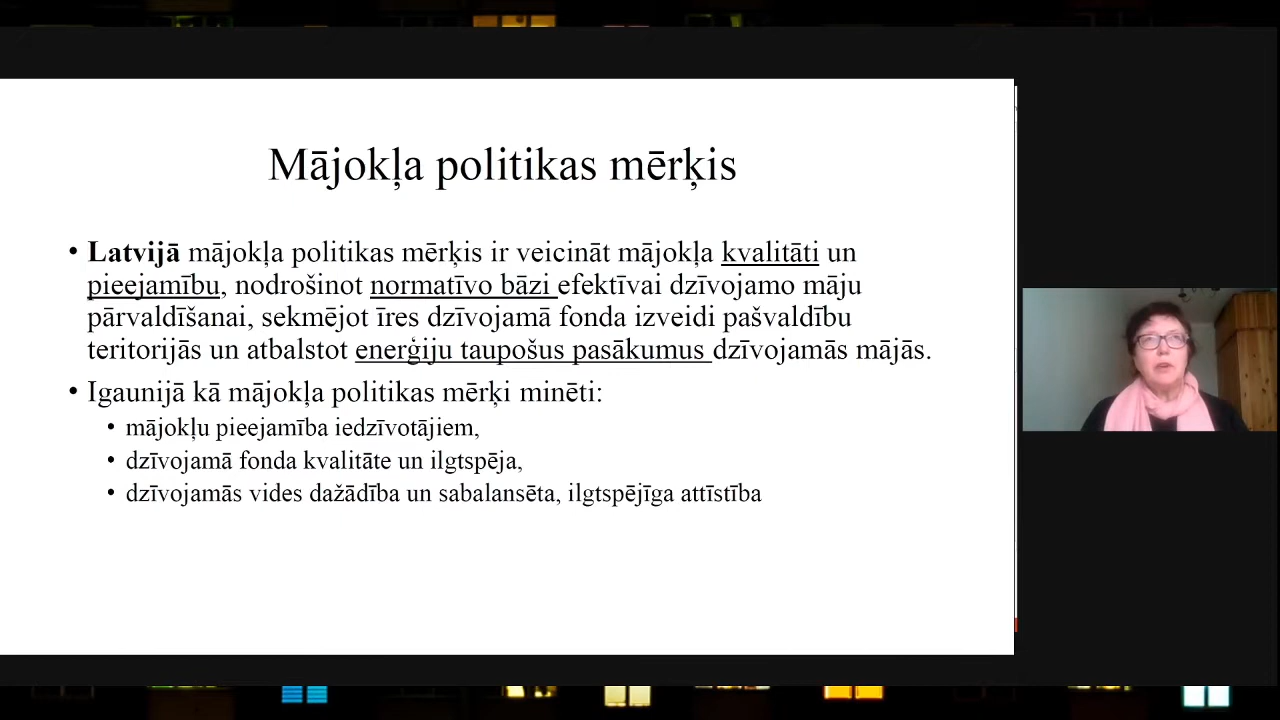 Mājokļa politikas mērķis
• Latvijā mājokļa politikas mērķis ir veicināt mājokļa kvalitāti un
pieejamību, nodrošinot normatīvo bāzi efektīvai dzīvojamo māju
pārvaldīšanai, sekmējot īres dzīvojamā fonda izveidi pašvaldību
teritorijās un atbalstot enerģiju taupošus pasākumus dzīvojamās mājās.
• Igaunijā kā mājokļa politikas mērķi minēti:
• mājokļu pieejamība iedzīvotājiem,
• dzīvojamā fonda kvalitāte un ilgtspēja,
• dzīvojamās vides dažādība un sabalansēta, ilgtspējīga attīstība